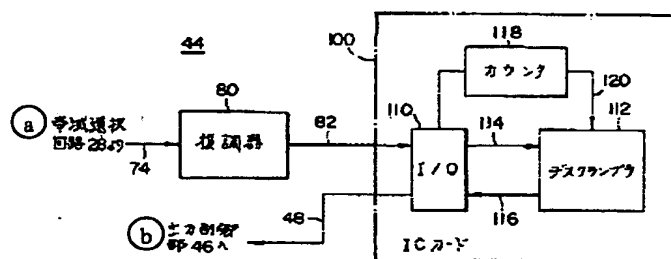 44
100
118
カウンタ
120
a
帯域選択
回路28より
74
80
復調器
82
110
I/O
114
112
デスクランブラ
116
48
b
出力制御
部46へ
ICカード